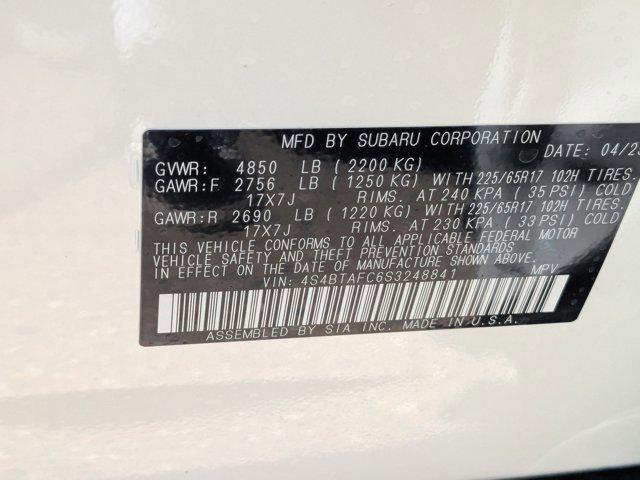 MFD BY SUBARU CORPORATION
GVWR: 4850 LB ( 2200 KG) DATE: 04/25
GAWR:F 2756 LB ( 1250 KG) WITH 225/65R17 102H TIRES.
17X7J RIMS. AT 240 KPA ( 35 PSI) COLD
GAWR:R 2690 LB ( 1220 KG) WITH 225/65R17 102H TIRES.
17X7J RIMS. AT 230 KPA ( 33 PSI) COLD
THIS VEHICLE CONFORMS TO ALL APPLICABLE FEDERAL MOTOR
VEHICLE SAFETY AND THEFT PREVENTION STANDARDS
IN EFFECT ON THE DATE OF MANUFACTURE SHOWN ABOVE.
VIN: 4S4BTAFC6S3248841 MPV
ASSEMBLED BY SIA INC. MADE IN U.S.A.